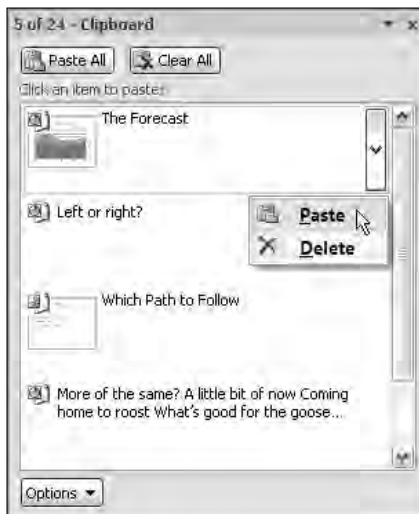 5 of 24 - Clipboard
Paste All Clear All
Click an item to paste:
The Forecast
Paste
Left or right?
Delete
Which Path to Follow
More of the same? A little bit of now Coming
home to roost What's good for the goose...
Options